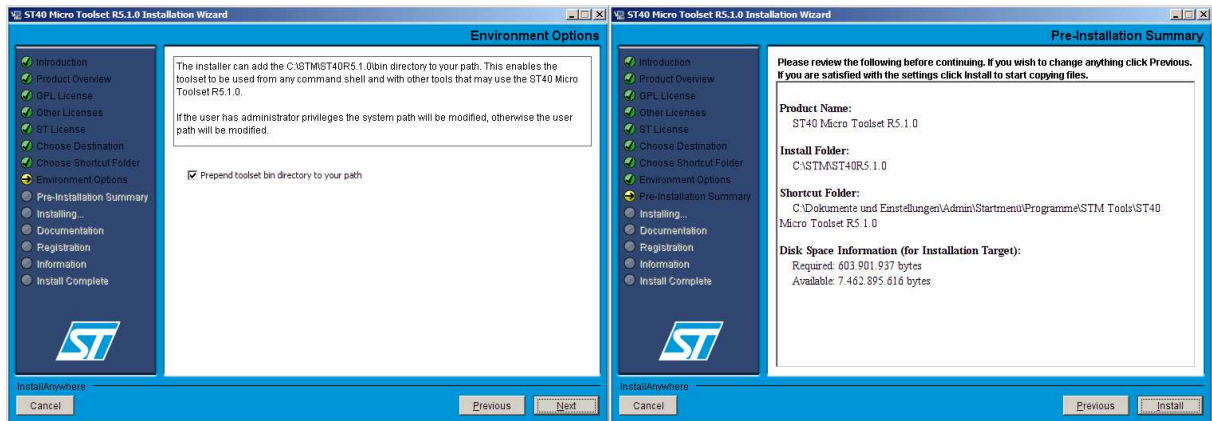 ST40 Micro Toolset R5.1.0 Installation Wizard
Environment Options
Introduction
Product Overview
GPL License
Other Licenses
ST License
Choose Destination
Choose Shortcut Folder
Environment Options
Pre-Installation Summary
Installing...
Documentation
Registration
Information
Install Complete
ST
The installer can add the C:\STM\ST40R5.1.0\bin directory to your path. This enables the
toolset to be used from any command shell and with other tools that may use the ST40 Micro
Toolset R5.1.0.
If the user has administrator privileges the system path will be modified, otherwise the user
path will be modified.
Prepend toolset bin directory to your path
InstallAnywhere
Cancel
Previous
Next
ST40 Micro Toolset R5.1.0 Installation Wizard
Pre-Installation Summary
Introduction
Product Overview
GPL License
Other Licenses
ST License
Choose Destination
Choose Shortcut Folder
Environment Options
Pre-Installation Summary
Installing...
Documentation
Registration
Information
Install Complete
ST
Please review the following before continuing. If you wish to change anything click Previous.
If you are satisfied with the settings click Install to start copying files.
Product Name:
ST40 Micro Toolset R5.1.0
Install Folder:
C:\STM\ST40R5.1.0
Shortcut Folder:
C:\Dokumente und Einstellungen\Admin\Startmenü\Programme\STM Tools\ST40
Micro Toolset R5.1.0
Disk Space Information (for Installation Target):
Required: 603.901.937 bytes
Available: 7.462.895.616 bytes
InstallAnywhere
Cancel
Previous
Install